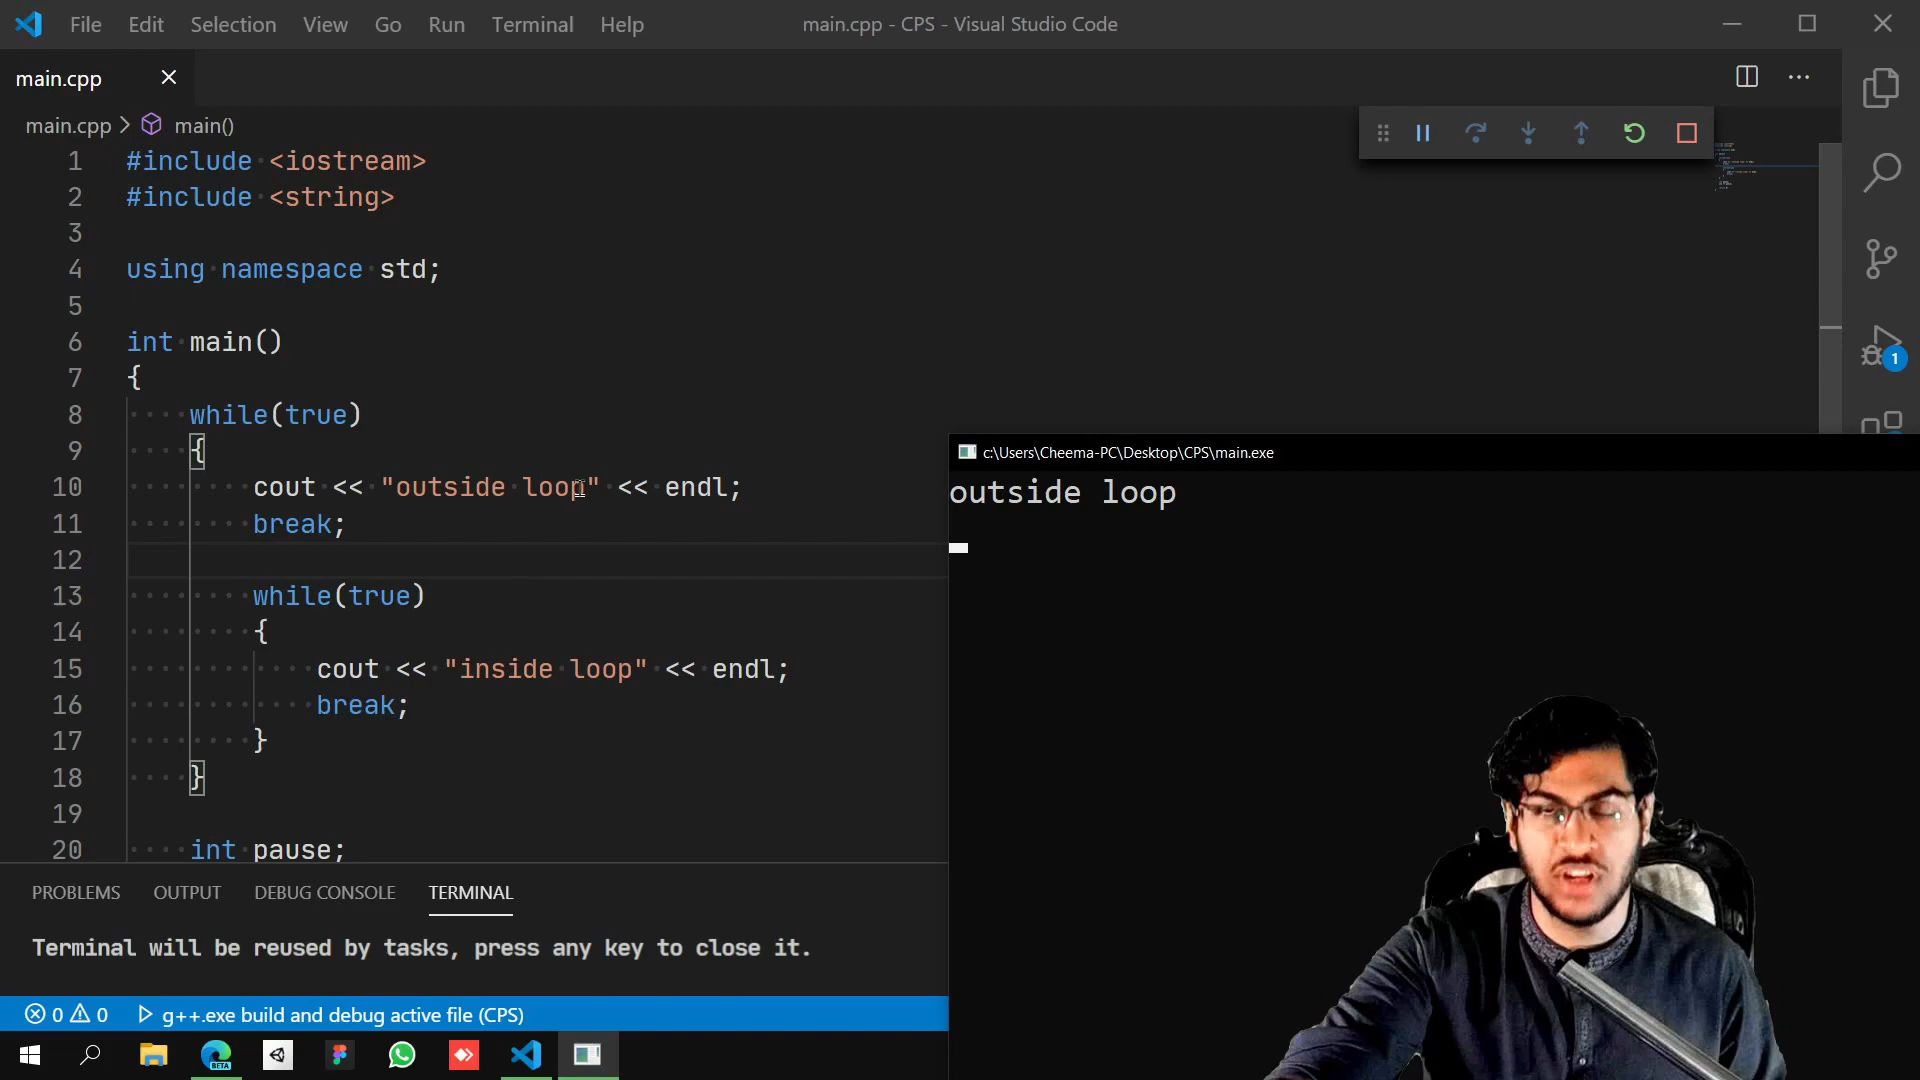 File Edit Selection View Go Run Terminal Help
main.cpp - CPS - Visual Studio Code
main.cpp
main.cpp > main()
1 #include <iostream>
2 #include <string>
3
4 using namespace std;
5
6 int main()
7 {
8 while(true)
9 {
10 cout << "outside loop" << endl;
11 break;
12
13 while(true)
14 {
15 cout << "inside loop" << endl;
16 break;
17 }
18 }
19
20 int pause;
1
c:\Users\Cheema-PC\Desktop\CPS\main.exe
outside loop
PROBLEMS OUTPUT DEBUG CONSOLE TERMINAL
Terminal will be reused by tasks, press any key to close it.
0 0 g++.exe build and debug active file (CPS)
BETA